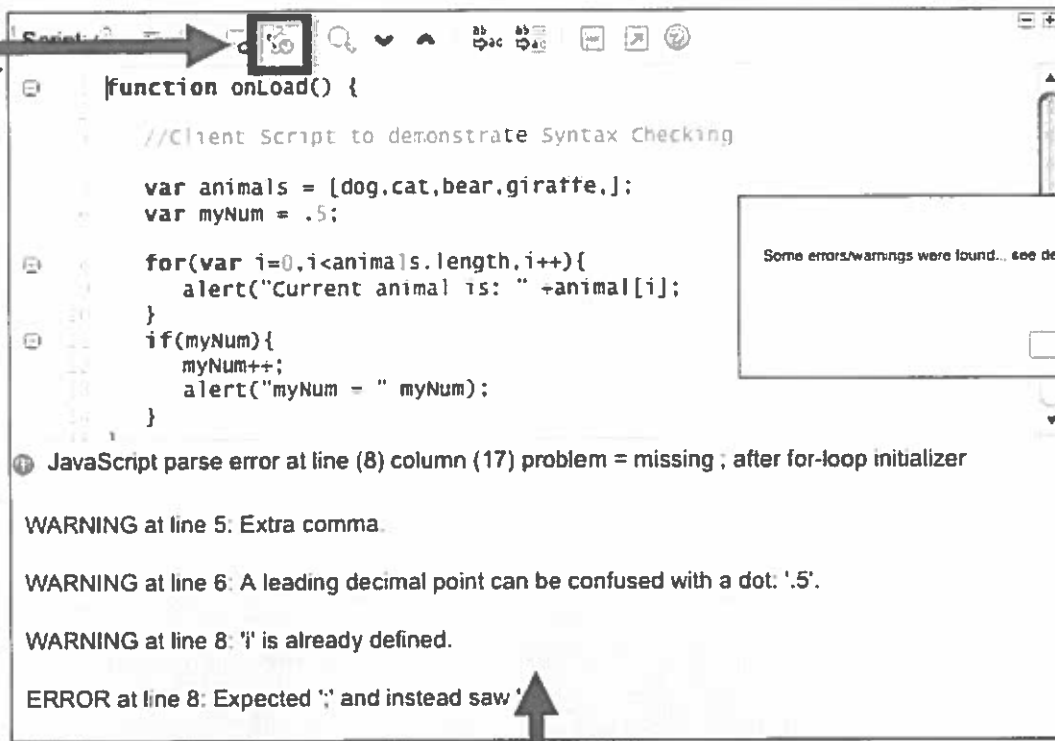 Script
function onLoad() {
//Client Script to demonstrate Syntax Checking
var animals = [dog,cat,bear,giraffe,];
var myNum = .5;
for(var i=0,i<animals.length,i++){
alert("Current animal is: " +animal[i];
}
if(myNum){
myNum++;
alert("myNum = " myNum);
}
Some errors/warnings were found... see de
JavaScript parse error at line (8) column (17) problem = missing ; after for-loop initializer
WARNING at line 5: Extra comma.
WARNING at line 6: A leading decimal point can be confused with a dot: '.5'.
WARNING at line 8: 'i' is already defined.
ERROR at line 8: Expected ';' and instead saw '